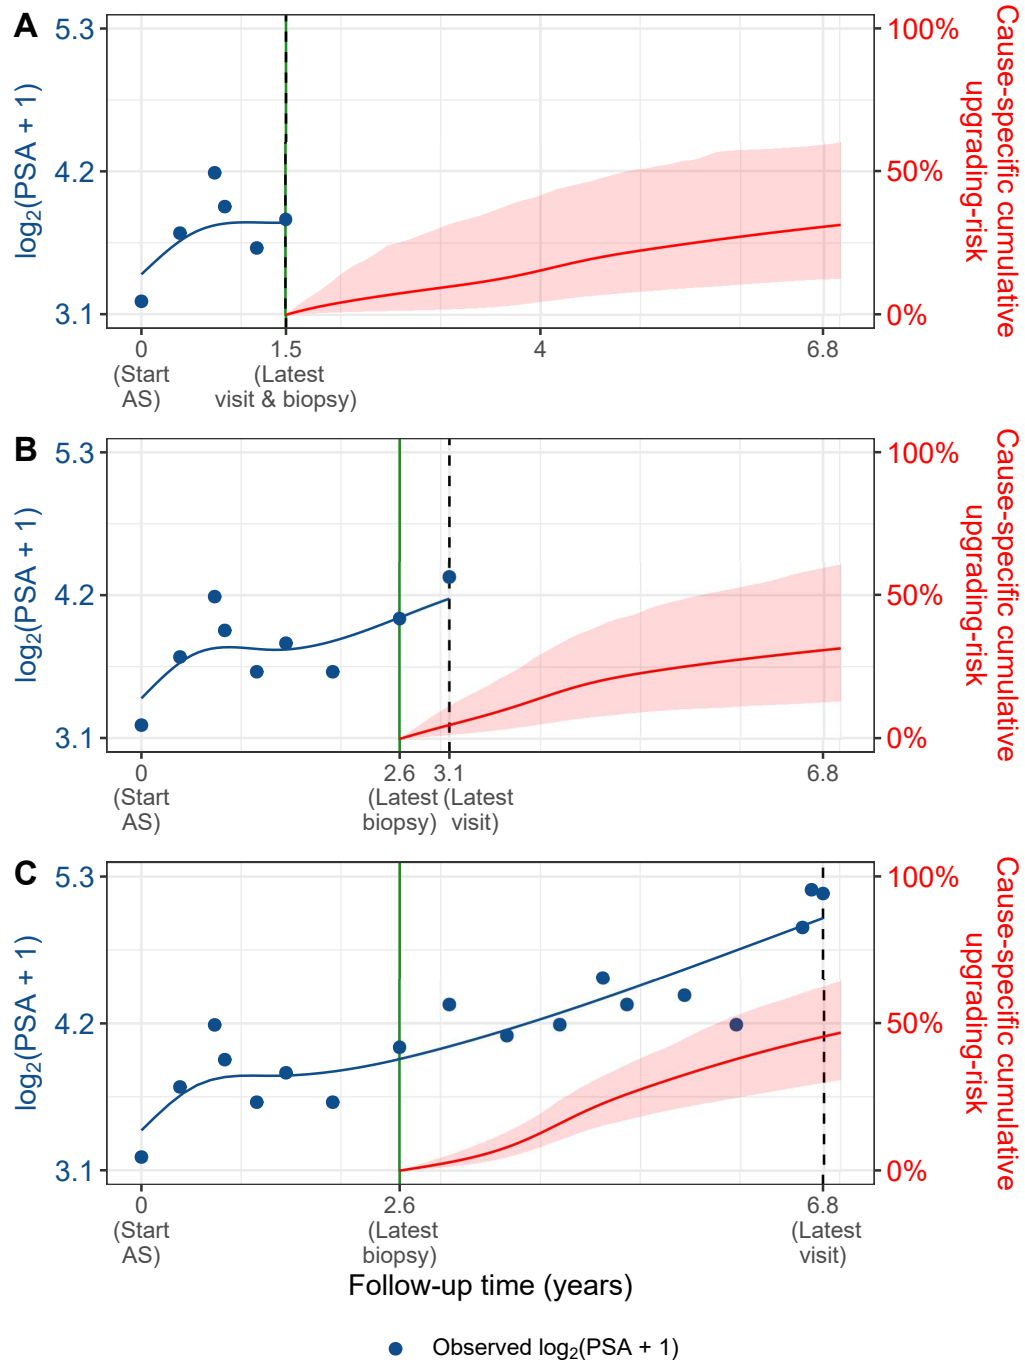 A
5.3
4.2
3.1
log₂(PSA + 1)
100%
50%
0%
Cause-specific cumulative
upgrading-risk
0
(Start
AS)
1.5
(Latest
visit & biopsy)
4
6.8
B
5.3
4.2
3.1
log₂(PSA + 1)
100%
50%
0%
Cause-specific cumulative
upgrading-risk
0
(Start
AS)
2.6
(Latest
biopsy)
3.1
(Latest
visit)
6.8
C
5.3
4.2
3.1
log₂(PSA + 1)
100%
50%
0%
Cause-specific cumulative
upgrading-risk
0
(Start
AS)
2.6
(Latest
biopsy)
6.8
(Latest
visit)
Follow-up time (years)
Observed log₂(PSA + 1)